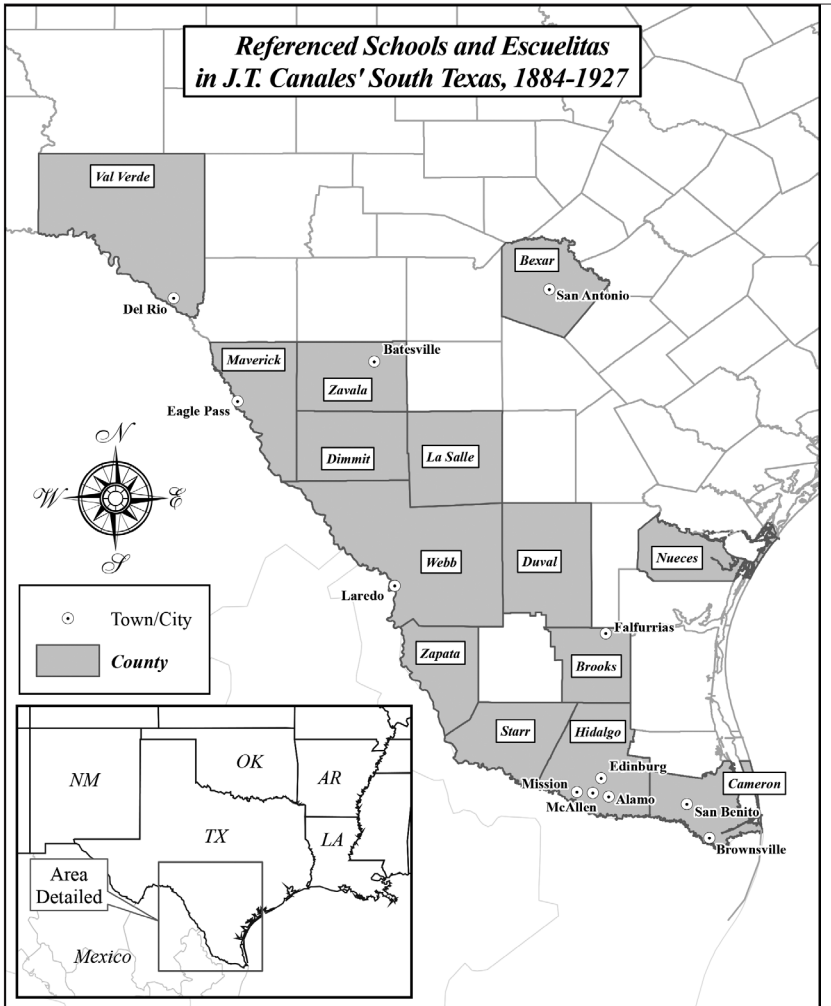 Referenced Schools and Escuelitas
in J.T. Canales' South Texas, 1884-1927
Val Verde
Bexar
San Antonio
Del Rio
Batesville
Maverick
Zavala
Eagle Pass
Dimmit
La Salle
N
W
E
S
Webb
Duval
Nueces
Laredo
Town/City
County
Falfurrias
Zapata
Brooks
Starr
Hidalgo
Edinburg
Mission
McAllen
Alamo
Cameron
San Benito
Brownsville
NM
OK
AR
TX
LA
Area
Detailed
Mexico